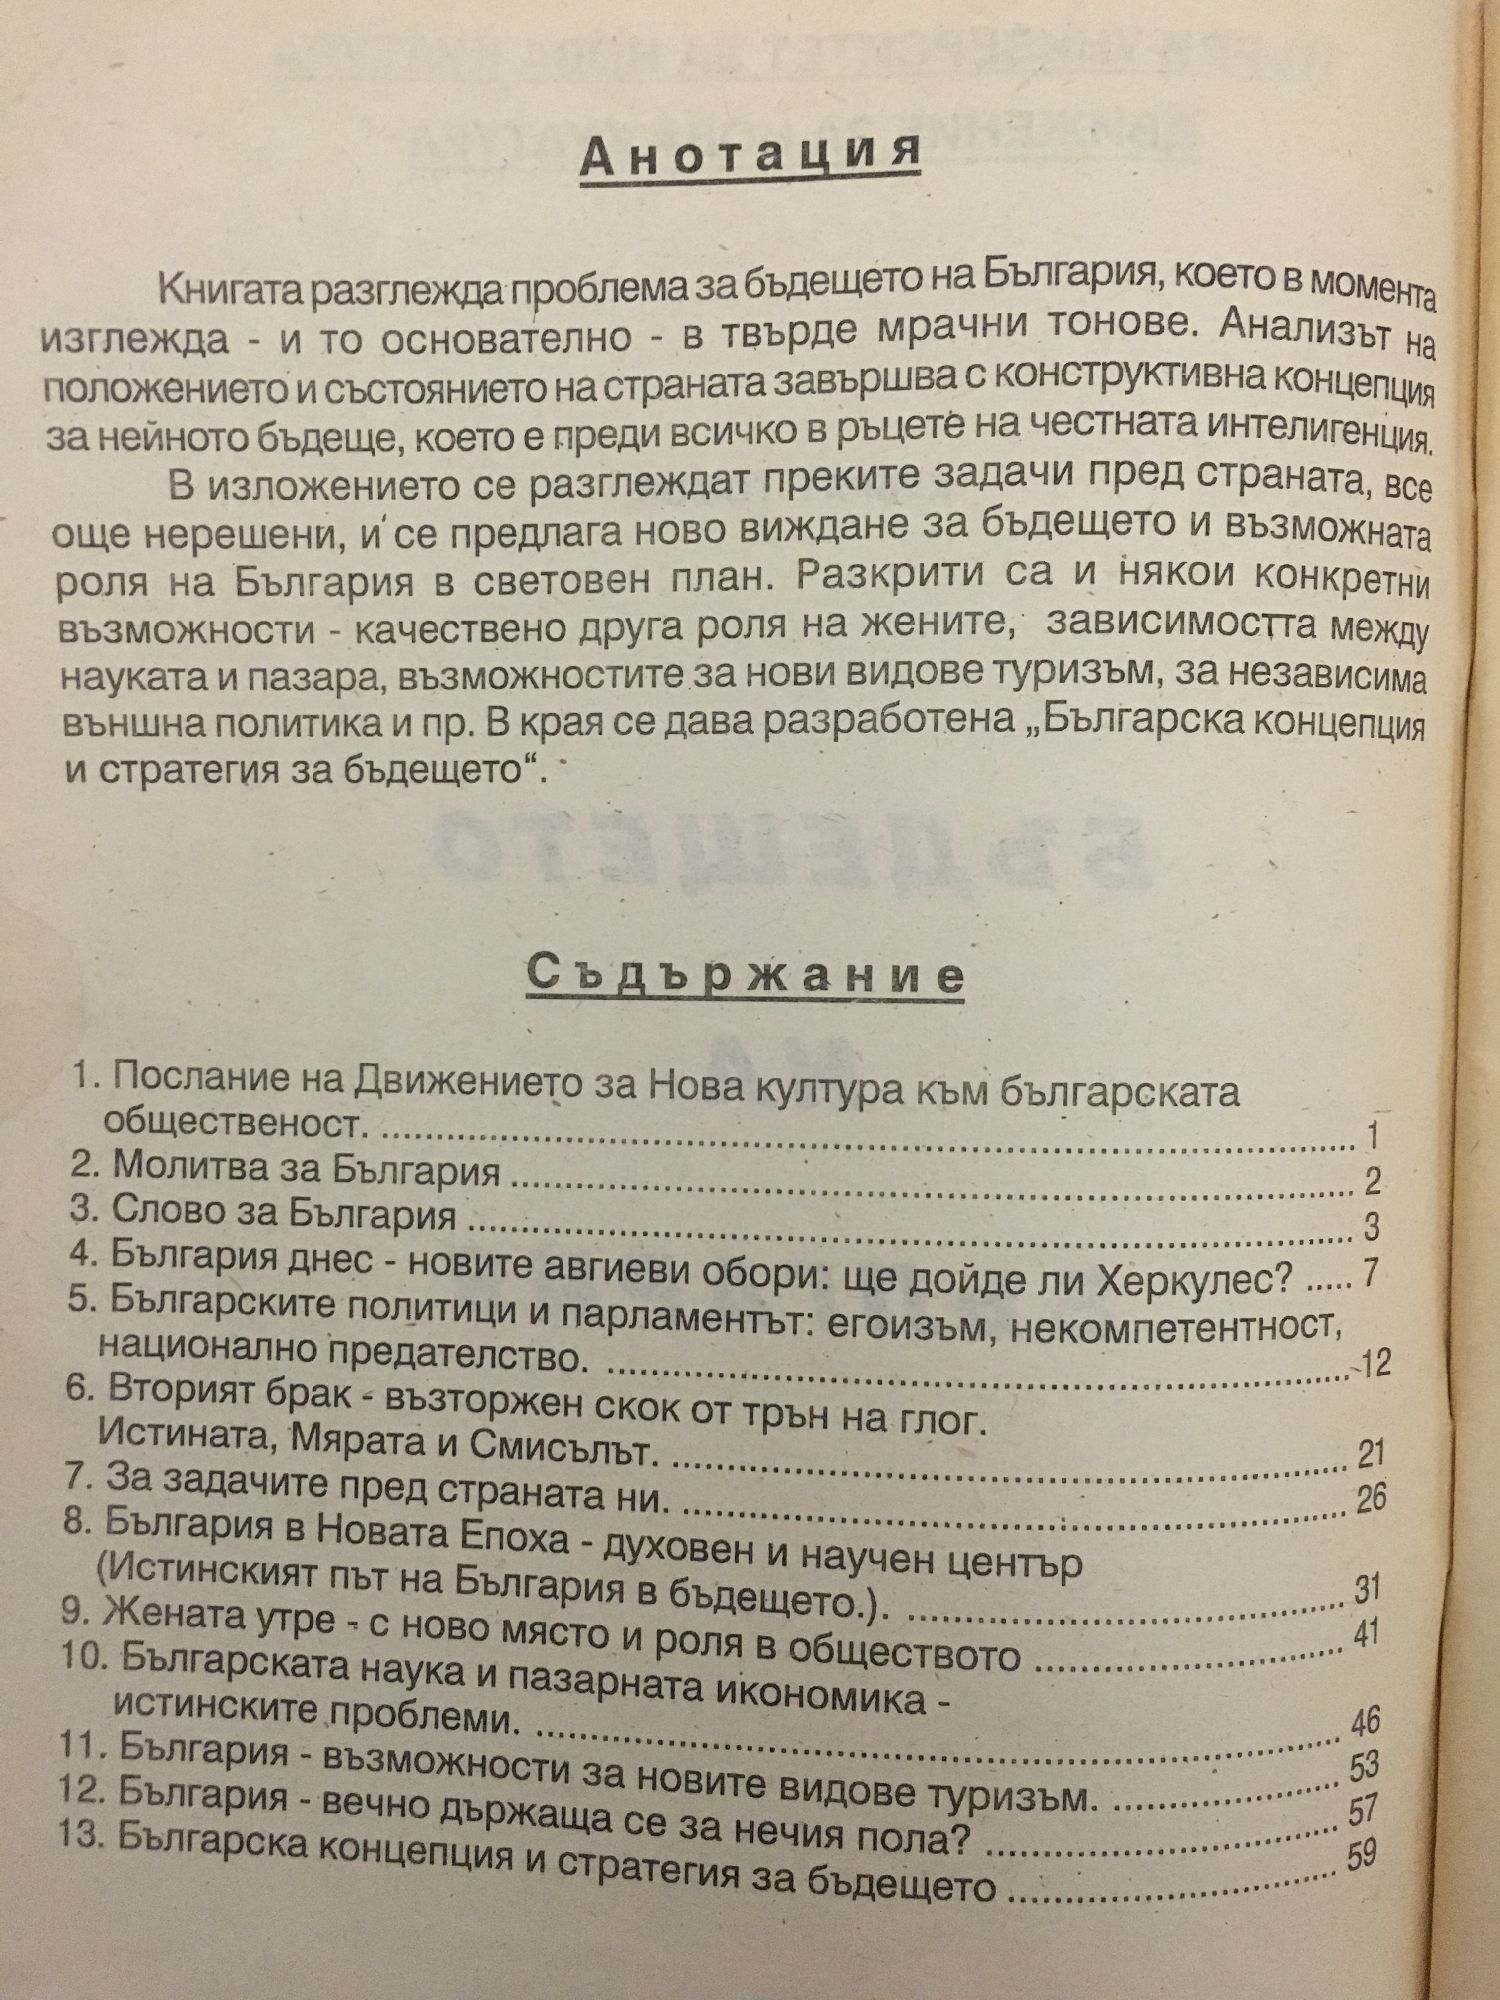 Анотация
Книгата разглежда проблема за бъдещето на България, което в момента
изглежда - и то основателно - в твърде мрачни тонове. Анализът на
положението и състоянието на страната завършва с конструктивна концепция
за нейното бъдеще, което е преди всичко в ръцете на честната интелигенция.
В изложението се разглеждат преките задачи пред страната, все
още нерешени, и се предлага ново виждане за бъдещето и възможната
роля на България в световен план. Разкрити са и някои конкретни
възможности - качествено друга роля на жените, зависимостта между
науката и пазара, възможностите за нови видове туризъм, за независима
външна политика и пр. В края се дава разработена „Българска концепция
и стратегия за бъдещето“.
БЪДЕЩЕТО
Съдържание
НА
1. Послание на Движението за Нова култура към българската
общественост. ........ 1
2. Молитва за България ........ 2
3. Слово за България ........ 3
4. България днес - новите авгиеви обори: ще дойде ли Херкулес? ..... 7
5. Българските политици и парламентът: егоизъм, некомпетентност,
национално предателство. ........ 12
6. Вторият брак - възторжен скок от трън на глог.
Истината, Мярата и Смисълът. ........ 21
7. За задачите пред страната ни. ........ 26
8. България в Новата Епоха - духовен и научен център
(Истинският път на България в бъдещето.). ........ 31
9. Жената утре - с ново място и роля в обществото ........ 41
10. Българската наука и пазарната икономика -
истинските проблеми. ........ 46
11. България - възможности за новите видове туризъм. ........ 53
12. България - вечно държаща се за нечия пола? ........ 57
13. Българска концепция и стратегия за бъдещето ........ 59